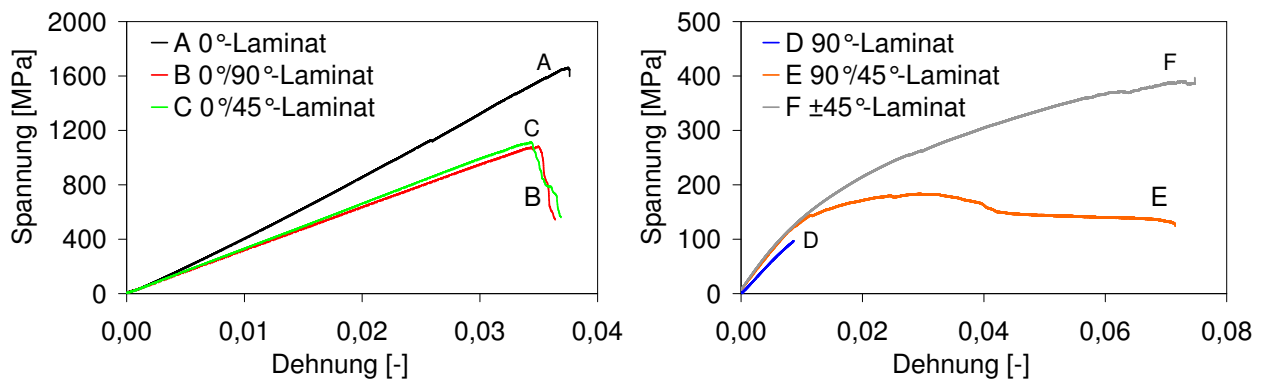 Spannung [MPa]
2000
1600
1200
800
400
0
A 0°-Laminat
B 0°/90°-Laminat
C 0°/45°-Laminat
A
C
B
0,00 0,01 0,02 0,03 0,04
Dehnung [-]
Spannung [MPa]
500
400
300
200
100
0
D 90°-Laminat
E 90°/45°-Laminat
F ±45°-Laminat
F
E
D
0,00 0,02 0,04 0,06 0,08
Dehnung [-]